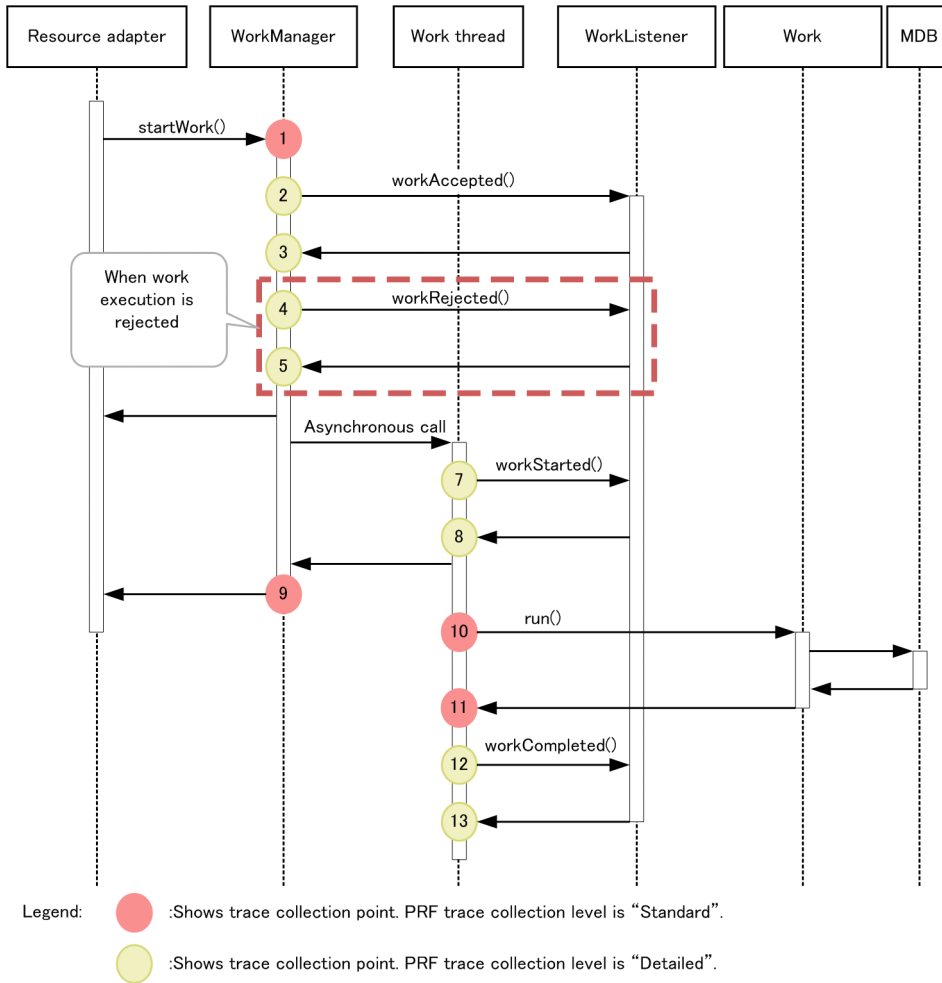 Resource adapter
WorkManager
Work thread
WorkListener
Work
MDB
startWork()
1
2
workAccepted()
3
When work
execution is
rejected
4
workRejected()
5
Asynchronous call
7
workStarted()
8
9
10
run()
11
12
workCompleted()
13
Legend:
:Shows trace collection point. PRF trace collection level is “Standard”.
:Shows trace collection point. PRF trace collection level is “Detailed”.